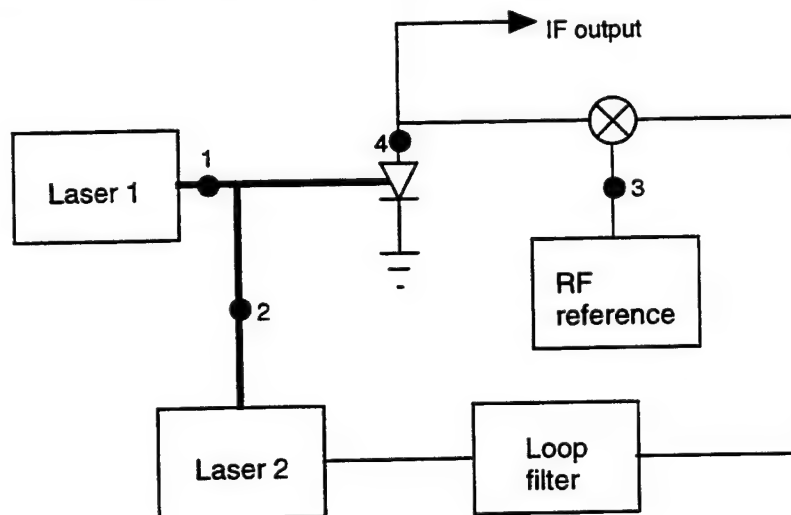 IF output
4
1
Laser 1
3
RF
reference
2
Laser 2
Loop
filter